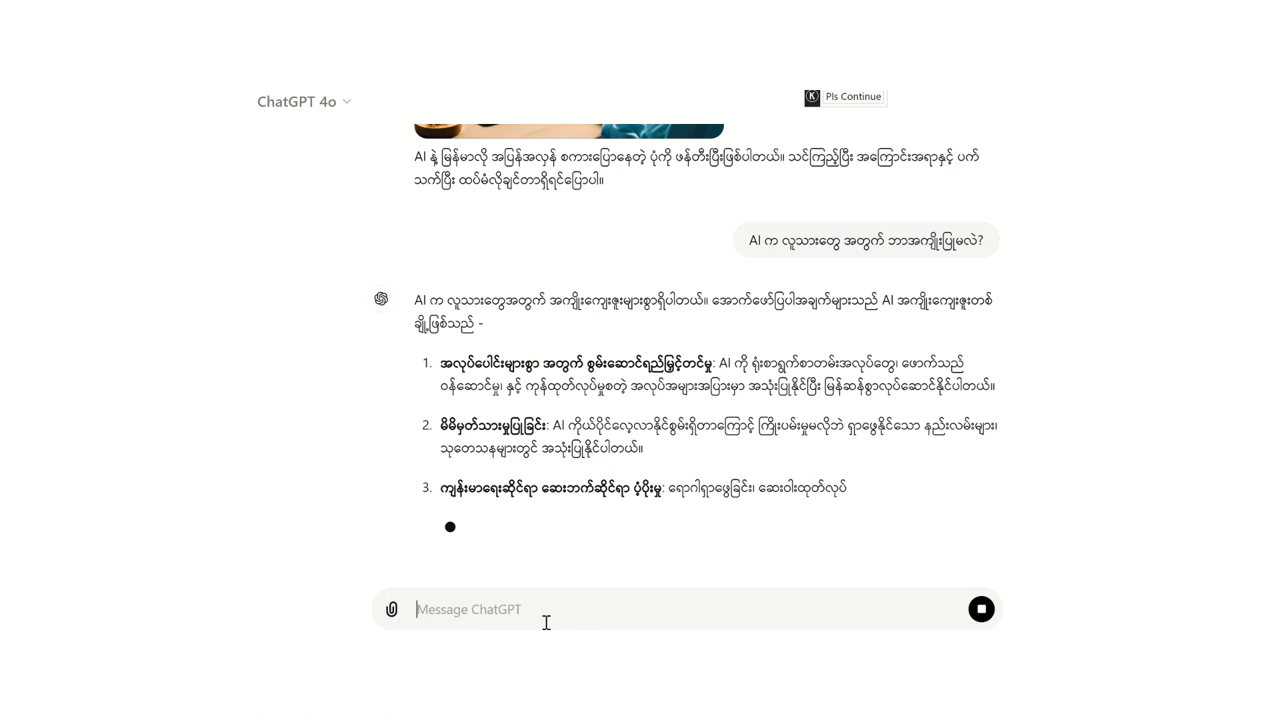 ChatGPT 4o
K Pls Continue
AI နဲ့ မြန်မာလို အပြန်အလှန် စကားပြောနေတဲ့ ပုံကို ဖန်တီးပြီးဖြစ်ပါတယ်။ သင်ကြည့်ပြီး အကြောင်းအရာနှင့် ပက်
သက်ပြီး ထပ်မံလိုချင်တာရှိရင်ပြောပါ။
AI က လူသားတွေ အတွက် ဘာအကျိုးပြုမလဲ?
AI က လူသားတွေအတွက် အကျိုးကျေးဇူးများစွာရှိပါတယ်။ အောက်ဖော်ပြပါအချက်များသည် AI အကျိုးကျေးဇူးတစ်
ချို့ဖြစ်သည် -
1. အလုပ်ပေါင်းများစွာ အတွက် စွမ်းဆောင်ရည်မြှင့်တင်မှု: AI ကို ရုံးစာရွက်စာတမ်းအလုပ်တွေ၊ ဖောက်သည်
ဝန်ဆောင်မှု၊ နှင့် ကုန်ထုတ်လုပ်မှုစတဲ့ အလုပ်အများအပြားမှာ အသုံးပြုနိုင်ပြီး မြန်ဆန်စွာလုပ်ဆောင်နိုင်ပါတယ်။
2. မိမိမှတ်သားမှုပြုခြင်း: AI ကိုယ်ပိုင်လေ့လာနိုင်စွမ်းရှိတာကြောင့် ကြိုးပမ်းမှုမလိုဘဲ ရှာဖွေနိုင်သော နည်းလမ်းများ၊
သုတေသနများတွင် အသုံးပြုနိုင်ပါတယ်။
3. ကျန်းမာရေးဆိုင်ရာ ဆေးဘက်ဆိုင်ရာ ပံ့ပိုးမှု: ရောဂါရှာဖွေခြင်း၊ ဆေးဝါးထုတ်လုပ်
Message ChatGPT